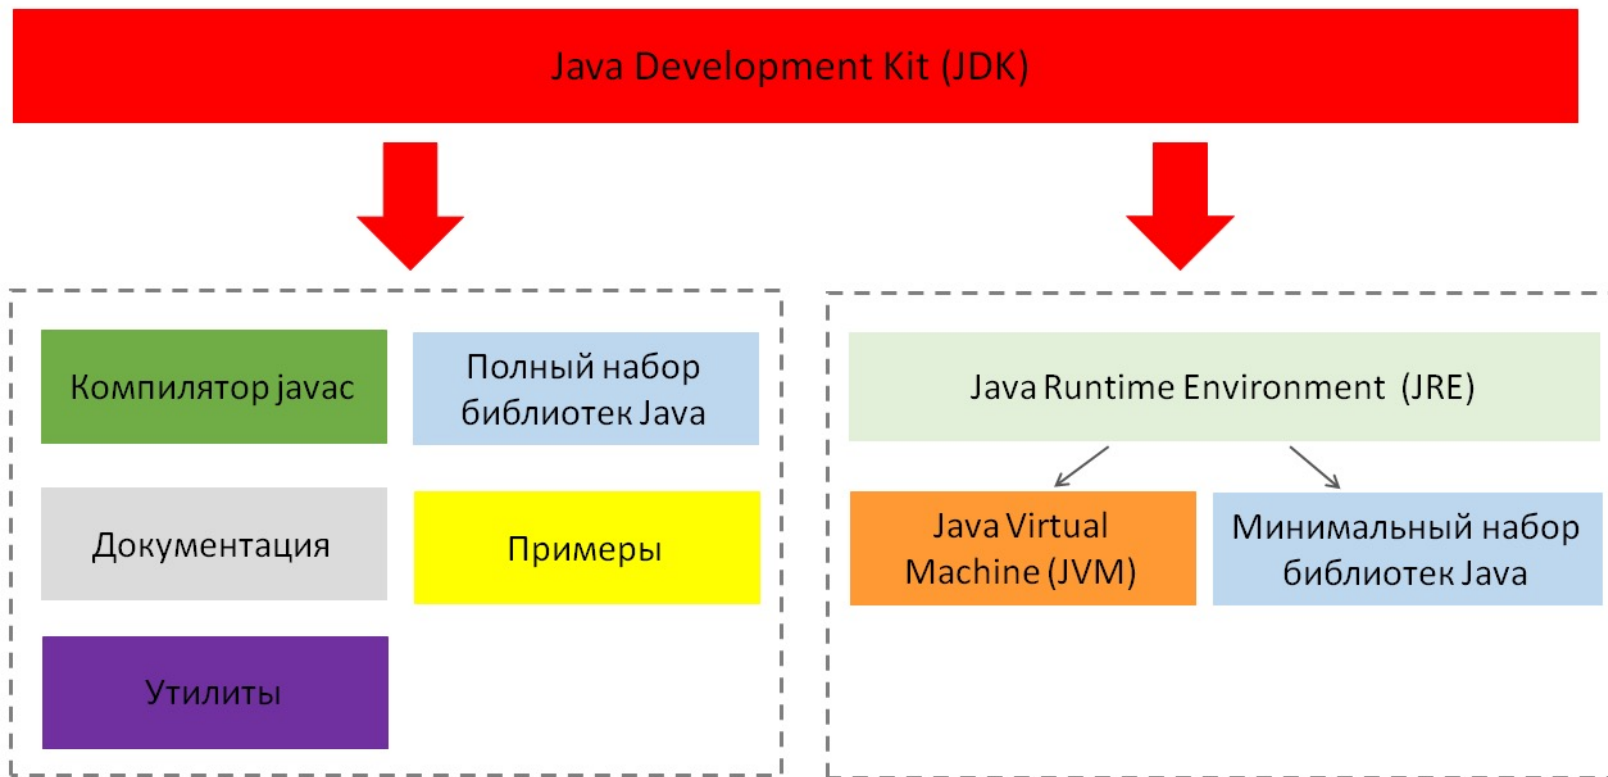 Java Development Kit (JDK)
Компилятор javac
Полный набор
библиотек Java
Документация
Примеры
Утилиты
Java Runtime Environment (JRE)
Java Virtual
Machine (JVM)
Минимальный набор
библиотек Java